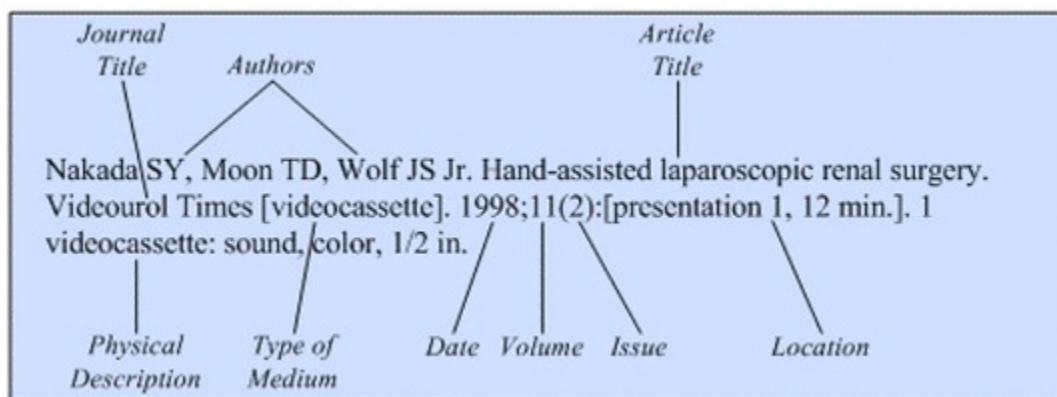 Journal Title
Authors
Article Title
Nakada SY, Moon TD, Wolf JS Jr. Hand-assisted laparoscopic renal surgery.
Videourol Times [videocassette]. 1998;11(2):[presentation 1, 12 min.]. 1
videocassette: sound, color, 1/2 in.
Physical Description
Type of Medium
Date
Volume
Issue
Location